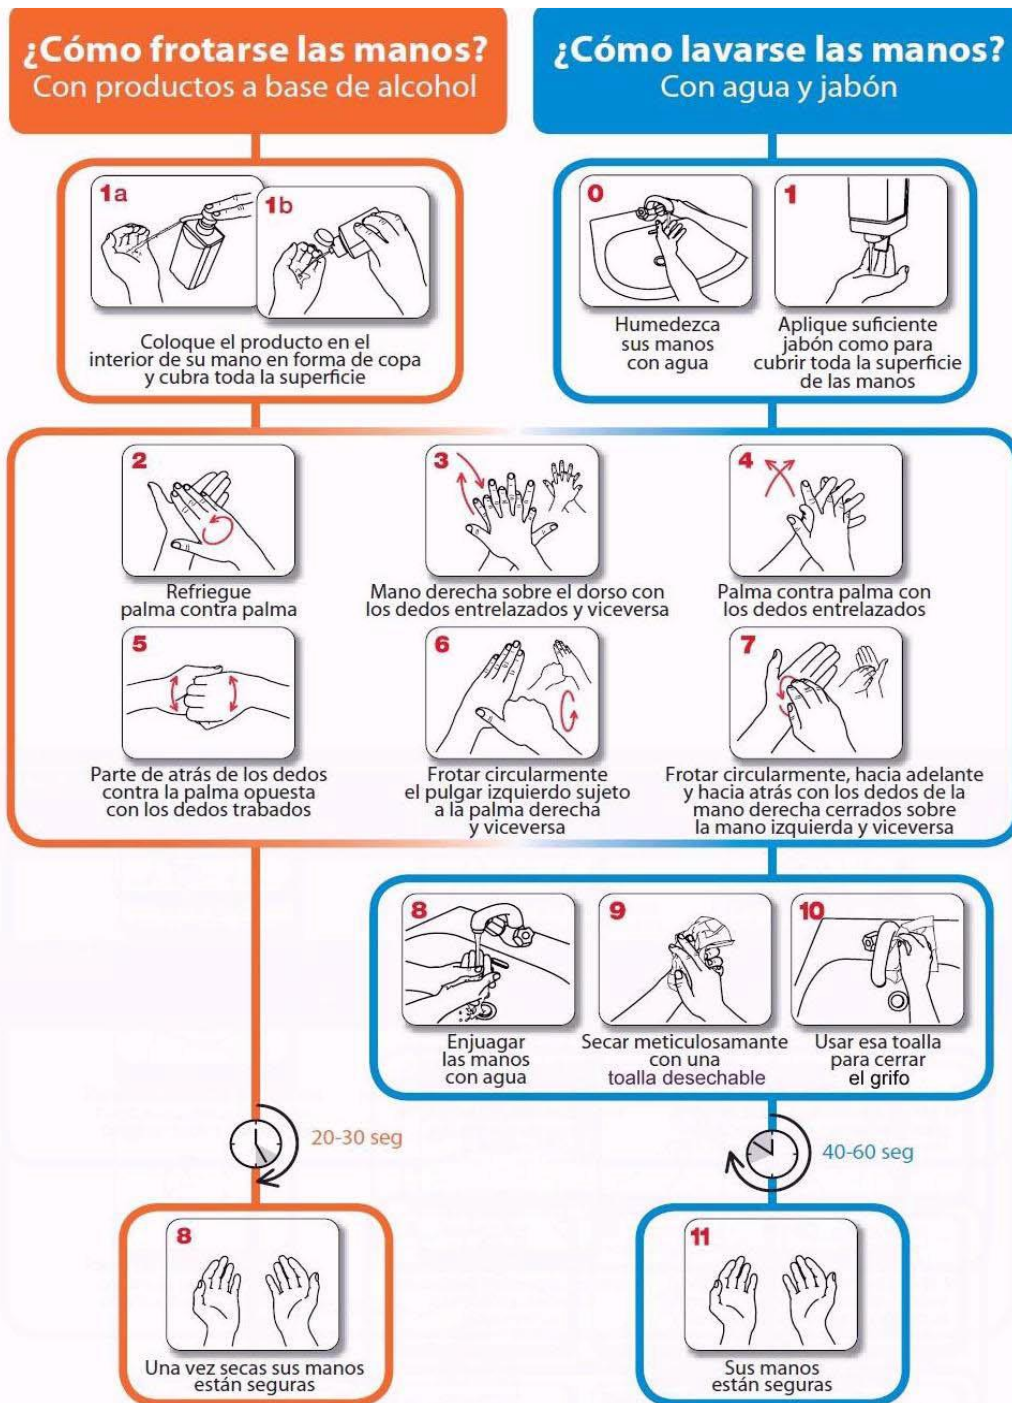 ¿Cómo frotarse las manos?
Con productos a base de alcohol
¿Cómo lavarse las manos?
Con agua y jabón
1a
1b
Coloque el producto en el
interior de su mano en forma de copa
y cubra toda la superficie
0
Humedezca
sus manos
con agua
1
Aplique suficiente
jabón como para
cubrir toda la superficie
de las manos
2
Refriegue
palma contra palma
3
Mano derecha sobre el dorso con
los dedos entrelazados y viceversa
4
Palma contra palma con
los dedos entrelazados
5
Parte de atrás de los dedos
contra la palma opuesta
con los dedos trabados
6
Frotar circularmente
el pulgar izquierdo sujeto
a la palma derecha
y viceversa
7
Frotar circularmente, hacia adelante
y hacia atrás con los dedos de la
mano derecha cerrados sobre
la mano izquierda y viceversa
8
Enjuagar
las manos
con agua
9
Secar meticulosamante
con una
toalla desechable
10
Usar esa toalla
para cerrar
el grifo
20-30 seg
40-60 seg
8
Una vez secas sus manos
están seguras
11
Sus manos
están seguras